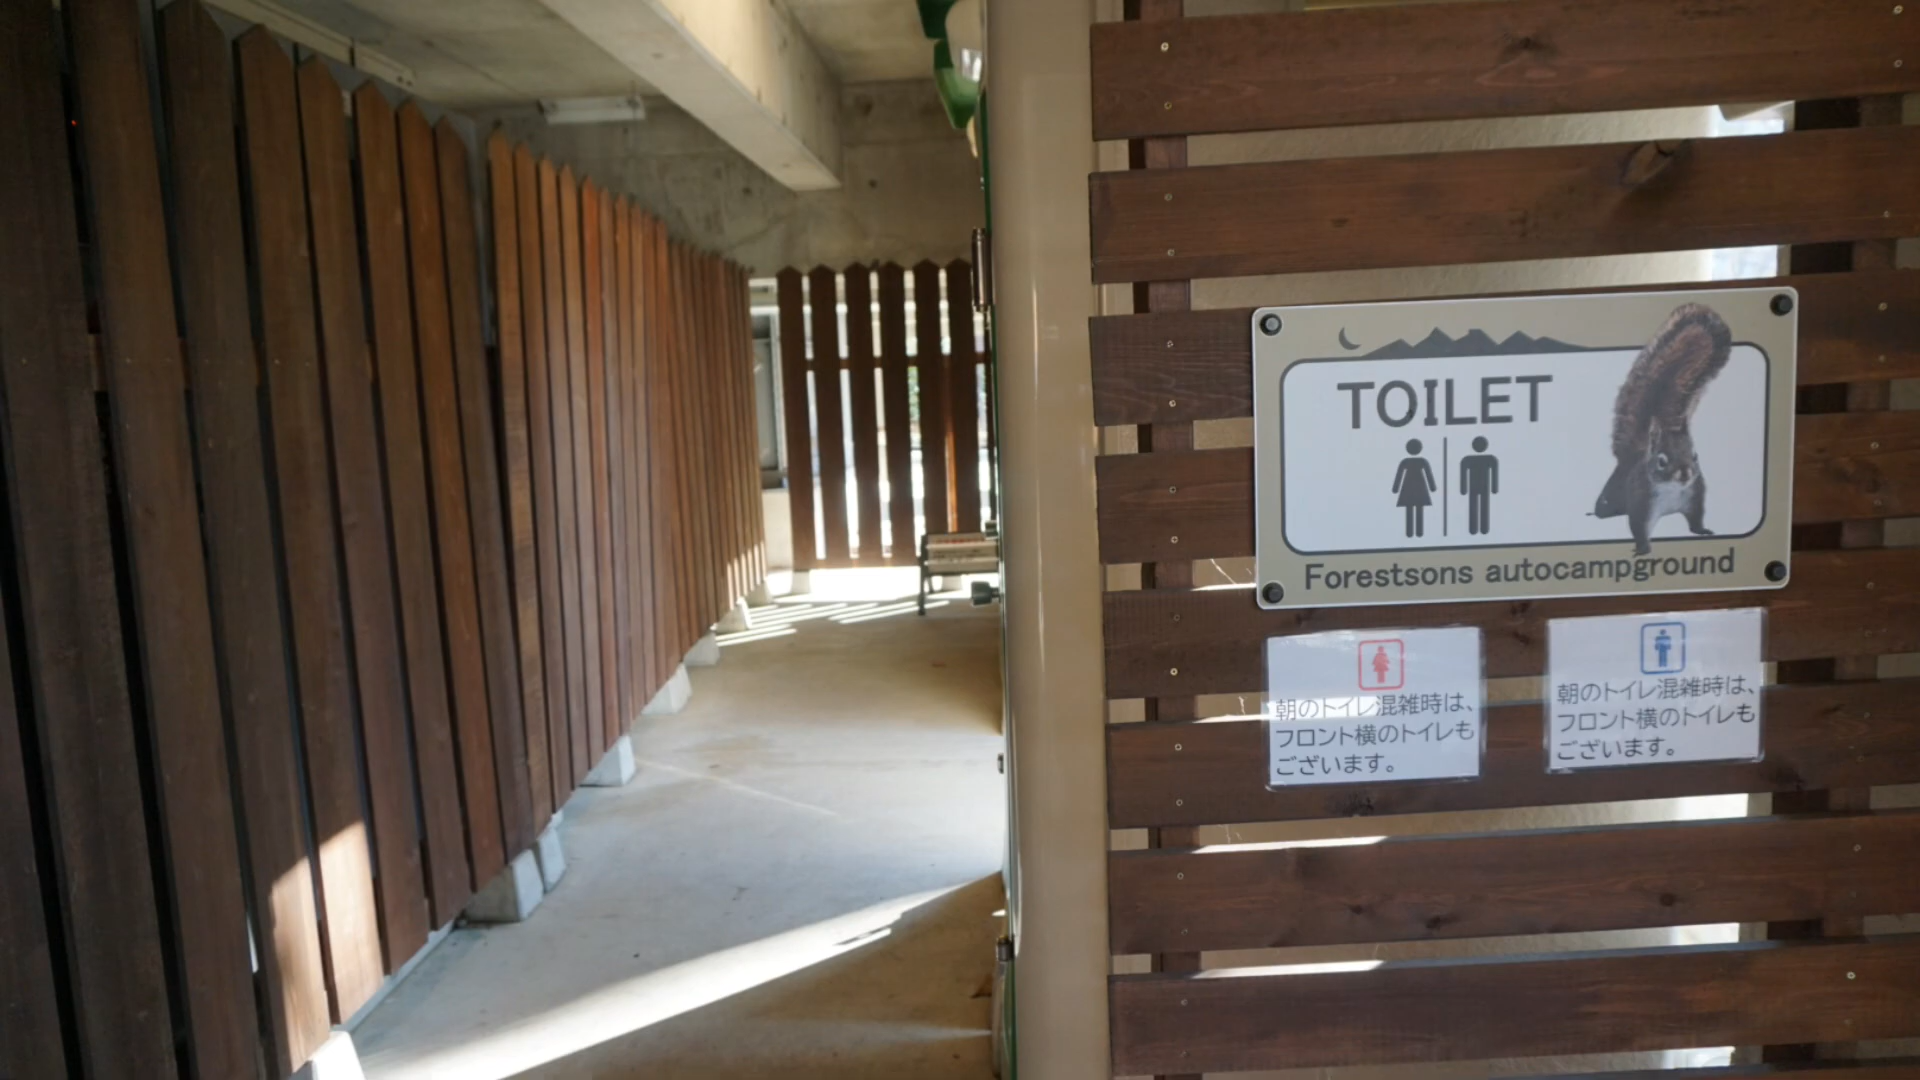 TOILET
Forestsons autocampground
朝のトイレ混雑時は、
フロント横のトイレも
ございます。
朝のトイレ混雑時は、
フロント横のトイレも
ございます。